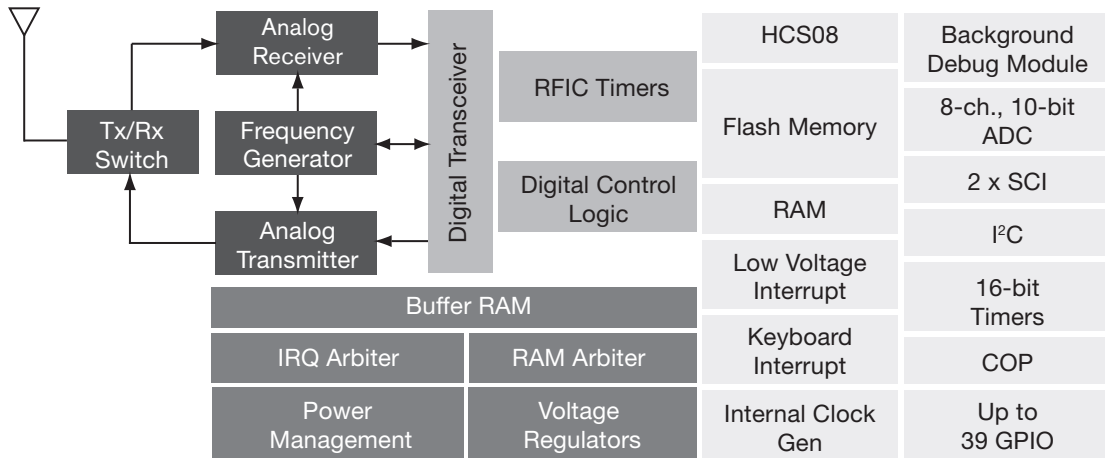 Analog
Receiver
Tx/Rx
Switch
Frequency
Generator
Analog
Transmitter
Digital Transceiver
RFIC Timers
Digital Control
Logic
Buffer RAM
IRQ Arbiter
RAM Arbiter
Power
Management
Voltage
Regulators
HCS08
Flash Memory
RAM
Low Voltage
Interrupt
Keyboard
Interrupt
Internal Clock
Gen
Background
Debug Module
8-ch., 10-bit
ADC
2 x SCI
I²C
16-bit
Timers
COP
Up to
39 GPIO